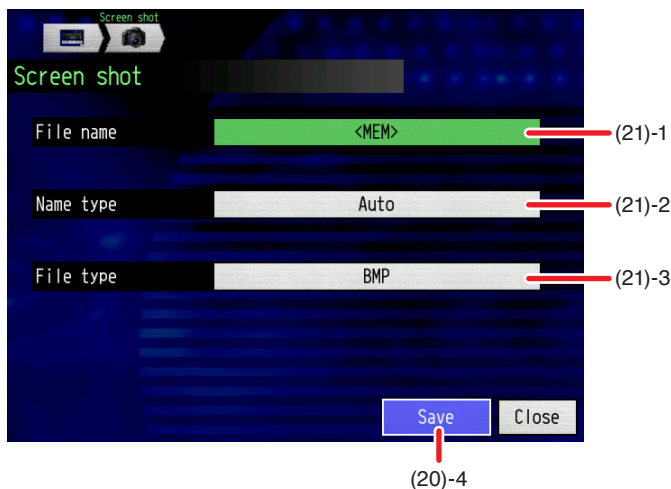 Screen shot
Screen shot
File name <MEM> (21)-1
Name type Auto (21)-2
File type BMP (21)-3
Save Close
(20)-4